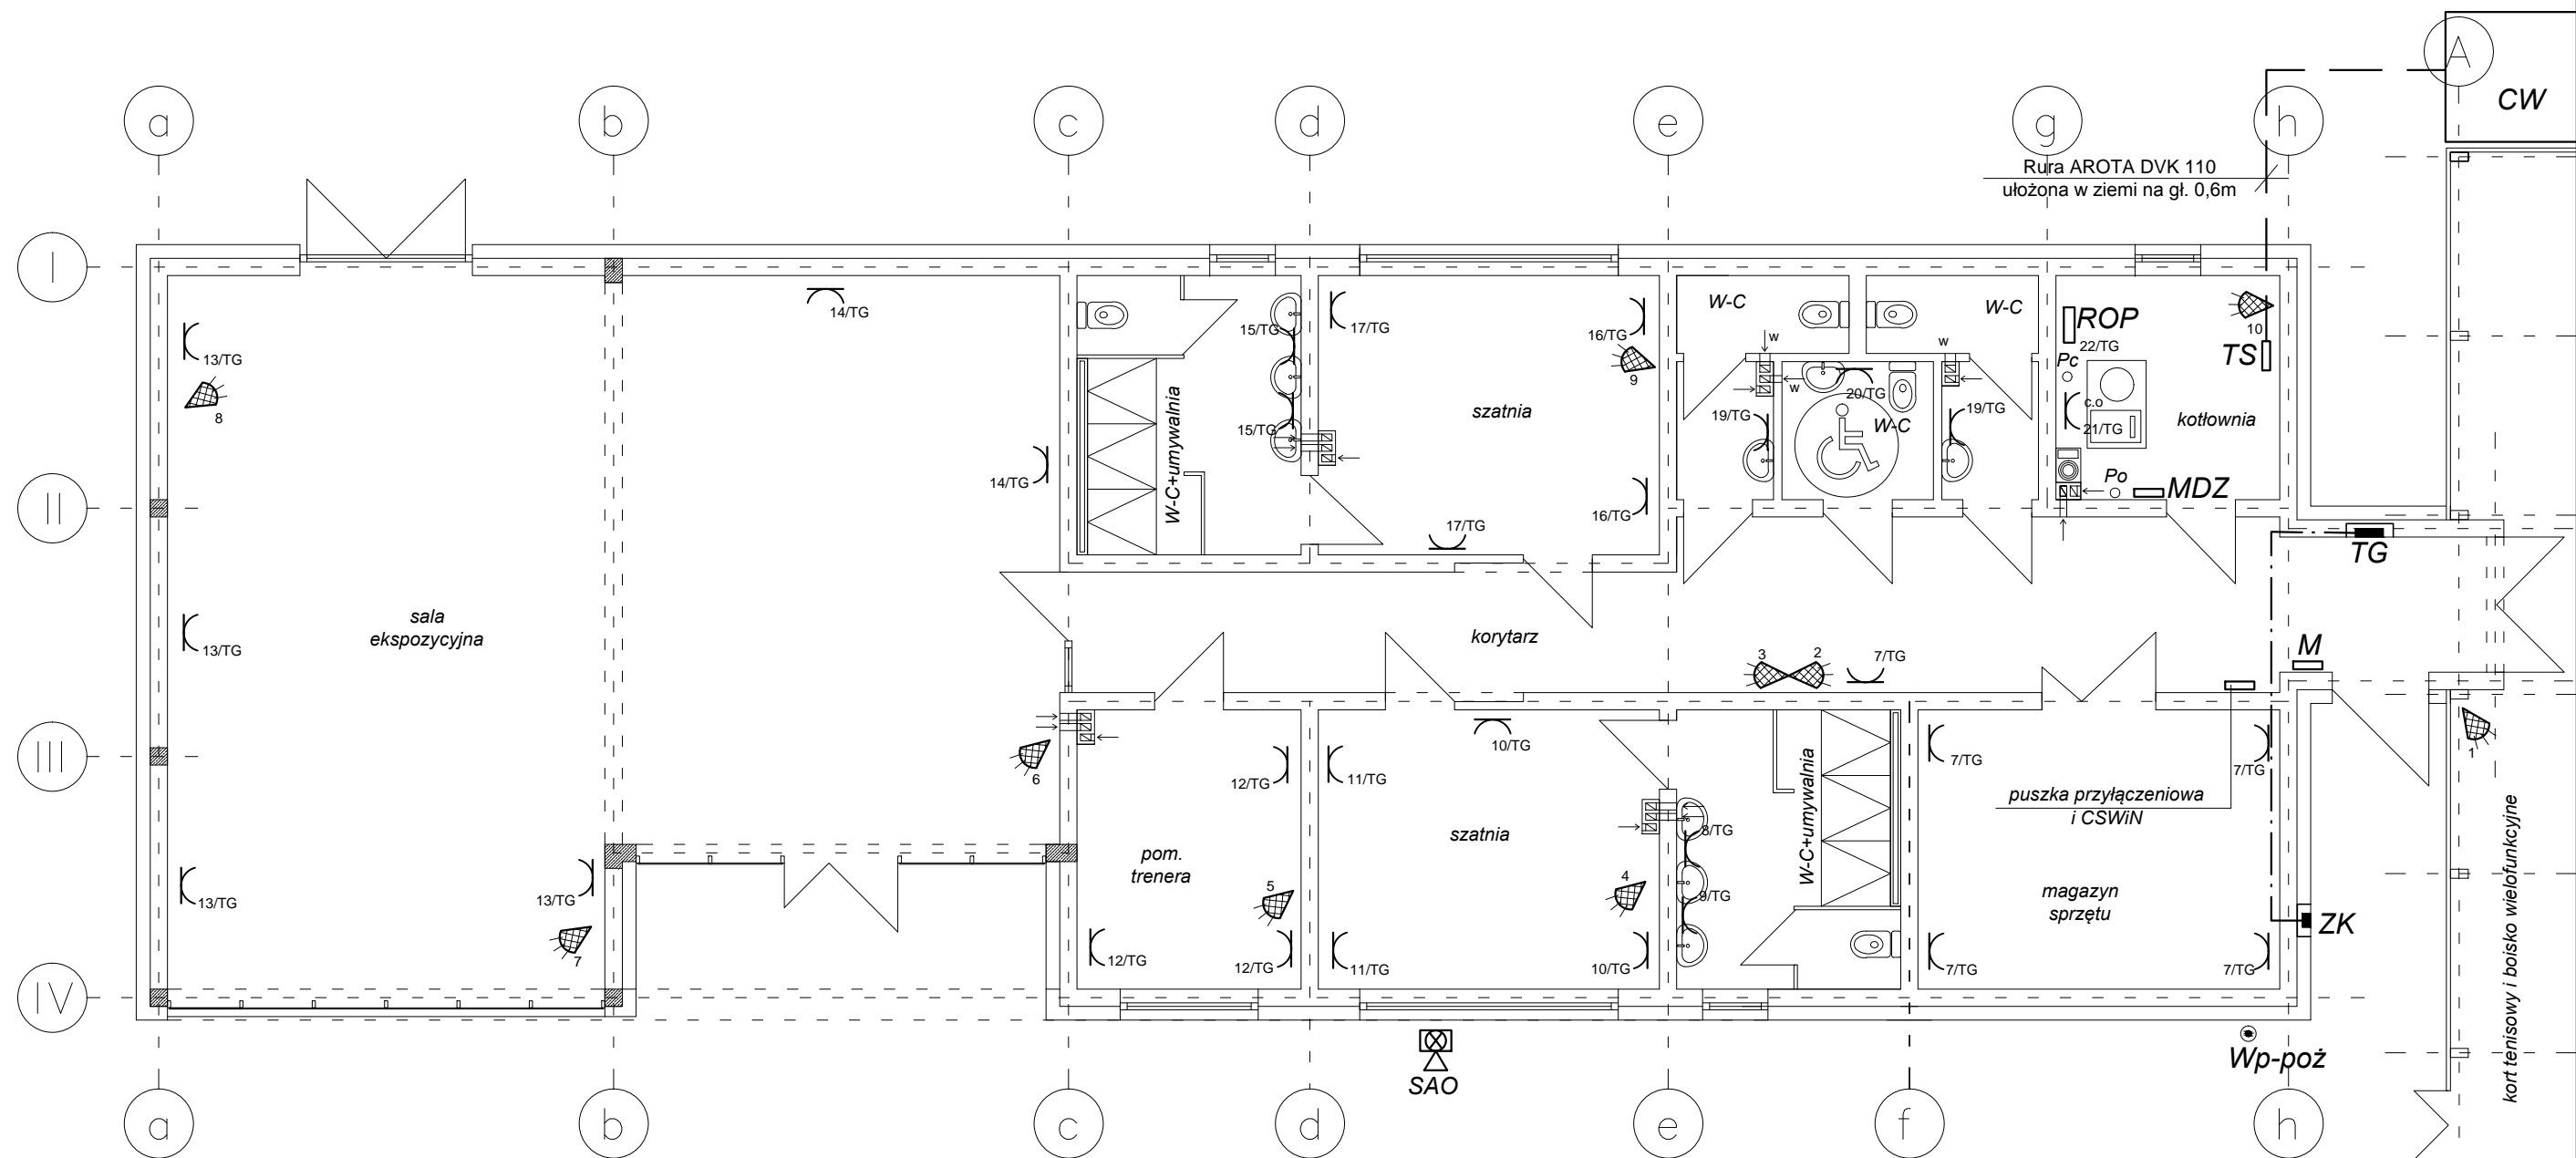 A
CW
a
b
c
d
e
g
h
Rura AROTA DVK 110
ułożona w ziemi na gł. 0,6m
I
14/TG
15/TG
17/TG
16/TG
9
W-C
W-C
w
w
w
ROP
22/TG
10
TS
Pc
13/TG
8
W-C+umywalnia
szatnia
19/TG
20/TG
W-C
19/TG
c.o
21/TG
kotłownia
15/TG
14/TG
II
17/TG
16/TG
Po
MDZ
TG
sala
ekspozycyjna
13/TG
korytarz
3
2
7/TG
M
III
6
12/TG
11/TG
10/TG
W-C+umywalnia
7/TG
7/TG
1
puszka przyłączeniowa
i CSWiN
szatnia
8/TG
pom.
trenera
5
4
9/TG
magazyn
sprzętu
ZK
kort tenisowy i boisko wielofunkcyjne
13/TG
13/TG
7
12/TG
12/TG
11/TG
10/TG
7/TG
7/TG
IV
SAO
Wp-poż
a
b
c
d
e
f
h